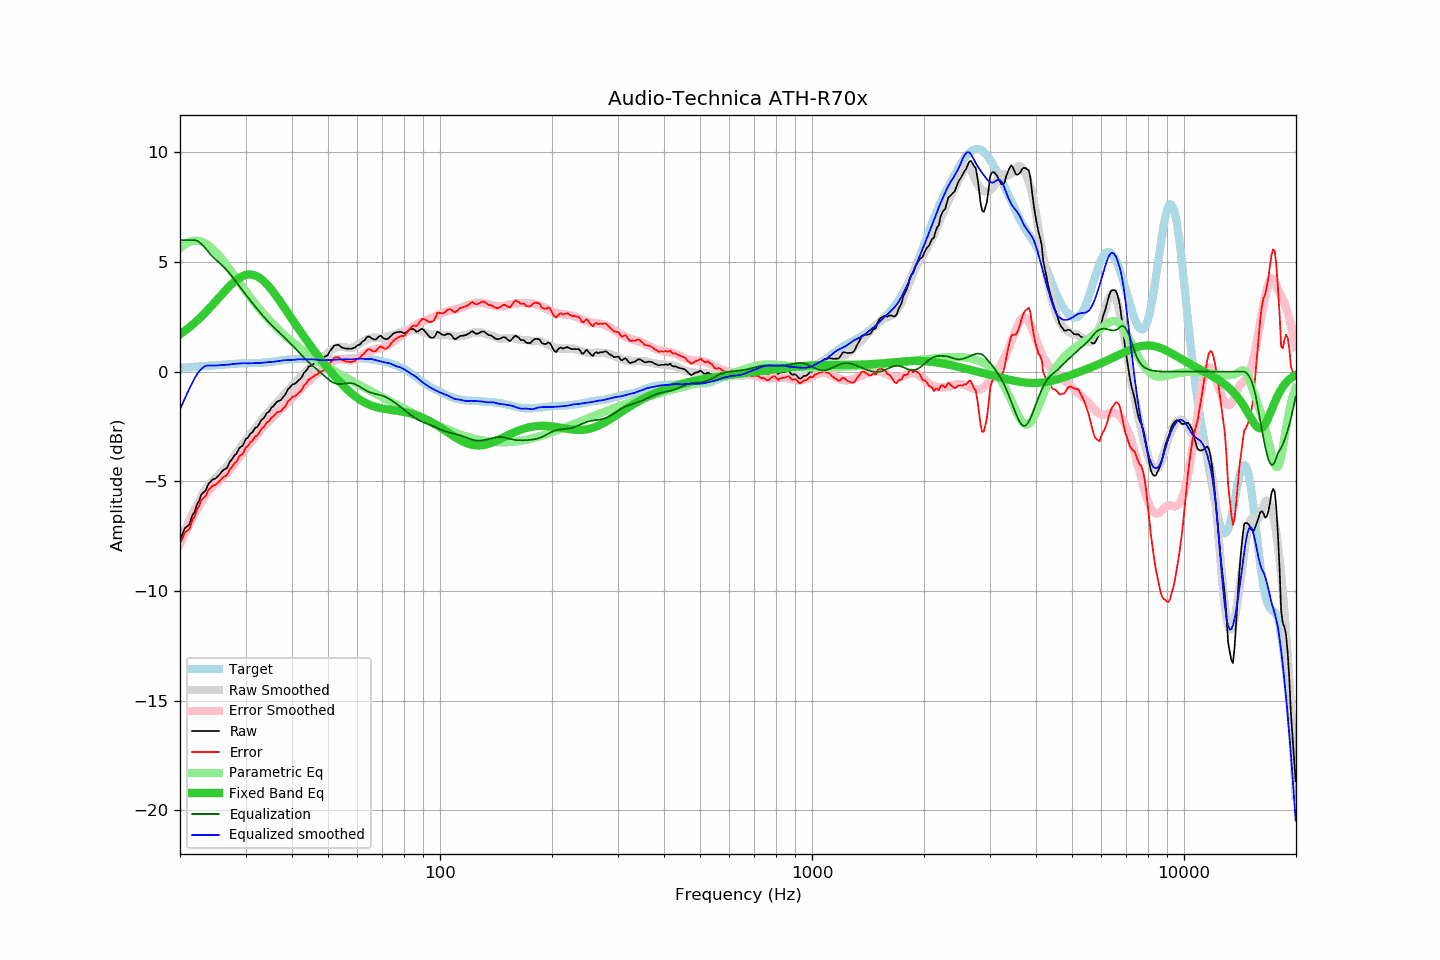 Audio-Technica ATH-R70x
10
5
0
−5
−10
−15
−20
Amplitude (dBr)
Target
Raw Smoothed
Error Smoothed
Raw
Error
Parametric Eq
Fixed Band Eq
Equalization
Equalized smoothed
100
1000
10000
Frequency (Hz)